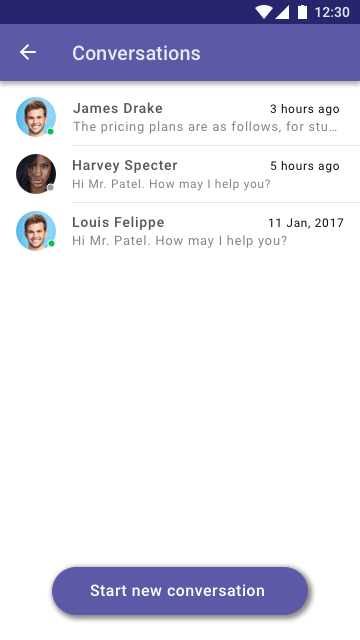 12:30
Conversations
James Drake 3 hours ago
The pricing plans are as follows, for stu...
Harvey Specter 5 hours ago
Hi Mr. Patel. How may I help you?
Louis Felippe 11 Jan, 2017
Hi Mr. Patel. How may I help you?
Start new conversation